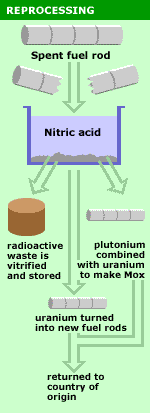 REPROCESSING
Spent fuel rod
Nitric acid
radioactive
waste is
vitrified
and stored
plutonium
combined
with uranium
to make Mox
uranium turned
into new fuel rods
returned to
country of
origin